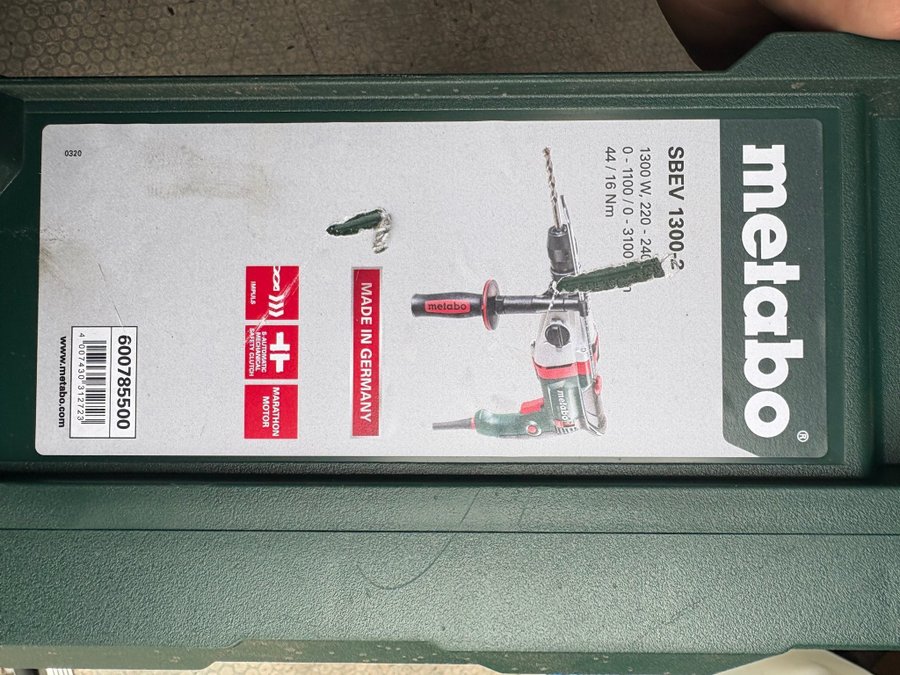 metabo®
SBEV 1300-2
1300 W, 220 - 240
0 - 1100 / 0 - 3100
44 / 16 Nm
metabo
metabo
MADE IN GERMANY
IMPULS
S-AUTOMATIC
MECHANICAL
SAFETY CLUTCH
MARATHON
MOTOR
0320
600785500
4 007430 312723
www.metabo.com